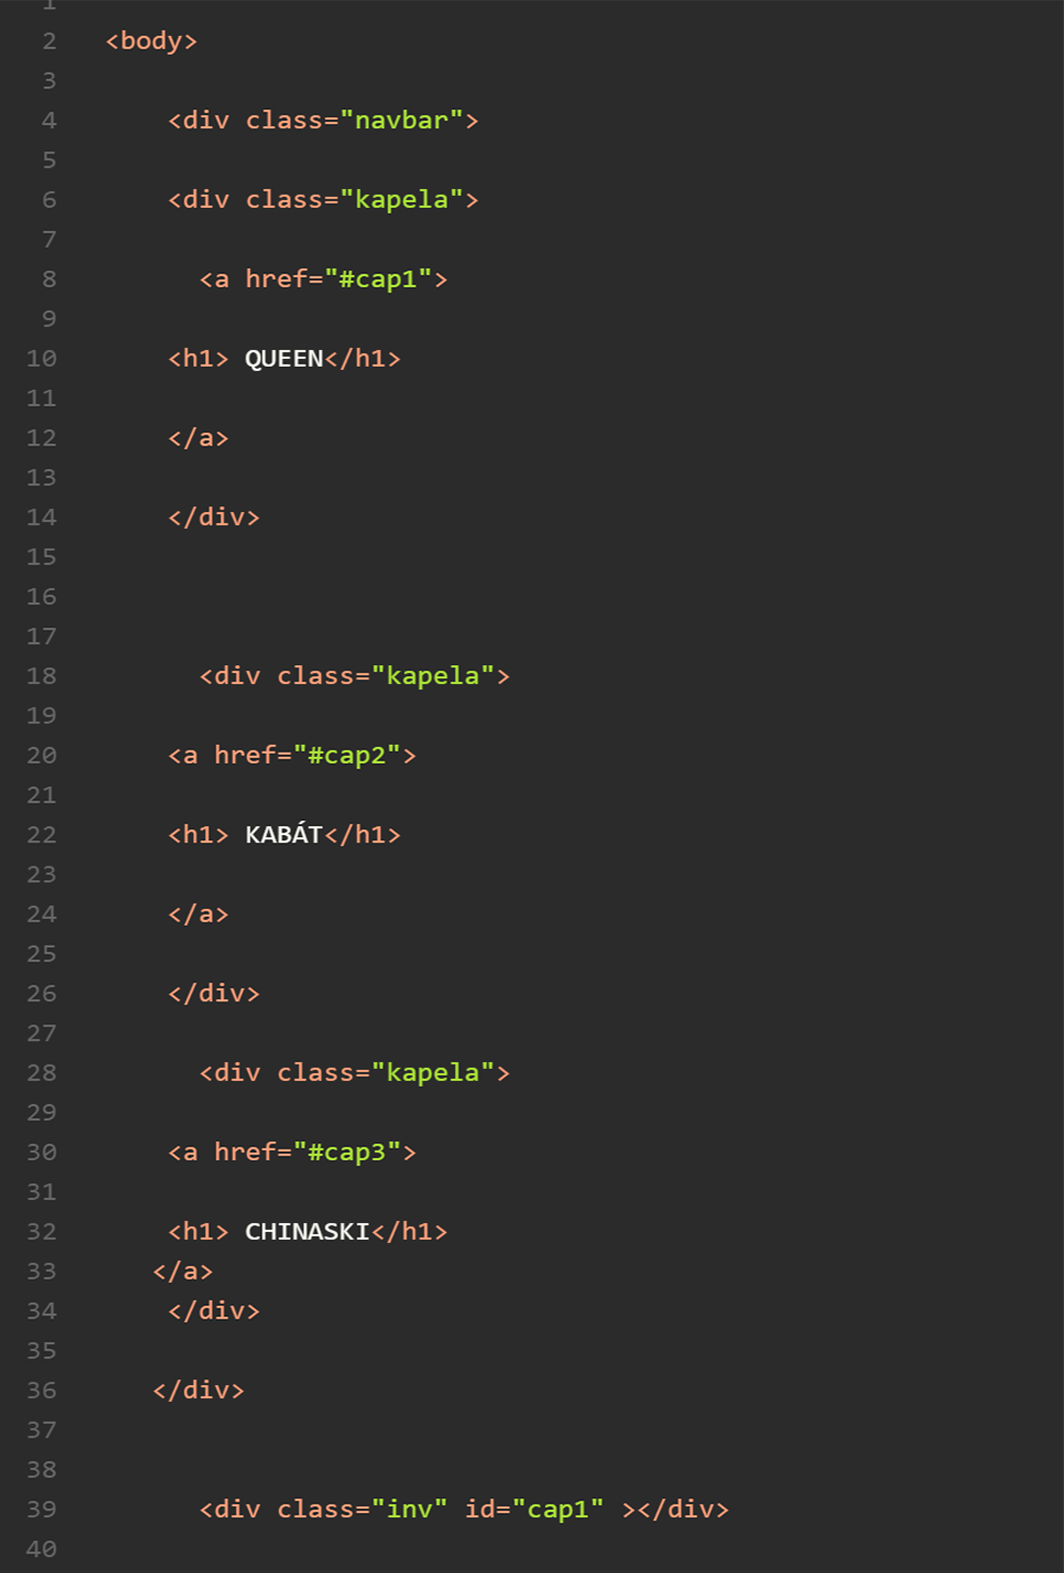 1
2 <body>
3
4 <div class="navbar">
5
6 <div class="kapela">
7
8 <a href="#cap1">
9
10 <h1> QUEEN</h1>
11
12 </a>
13
14 </div>
15
16
17
18 <div class="kapela">
19
20 <a href="#cap2">
21
22 <h1> KABÁT</h1>
23
24 </a>
25
26 </div>
27
28 <div class="kapela">
29
30 <a href="#cap3">
31
32 <h1> CHINASKI</h1>
33 </a>
34 </div>
35
36 </div>
37
38
39 <div class="inv" id="cap1" ></div>
40